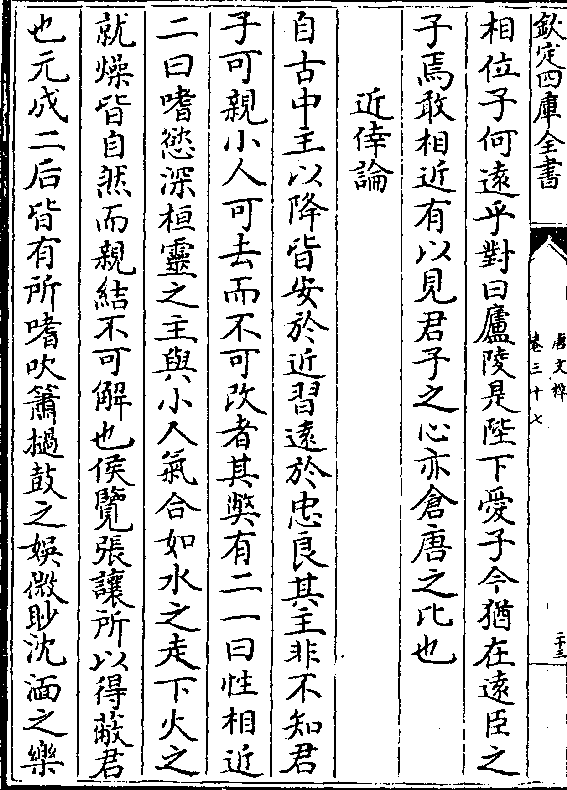 欽定四庫全書
唐文粹
卷三十七
二十三
相位子何遠乎對曰廬陵是陛下愛子今猶在遠臣之
子焉敢相近有以見君子之心亦倉唐之比也
近倖論
自古中主以降皆安於近習遠於忠良其主非不知君
子可親小人可去而不可改者其弊有二一曰性相近
二曰嗜慾深桓靈之主與小人氣合如水之走下火之
就燥皆自然而親結不可解也侯覽張讓所以得蔽君
也元成二后皆有所嗜吹簫撾鼓之娛微眇沈湎之樂